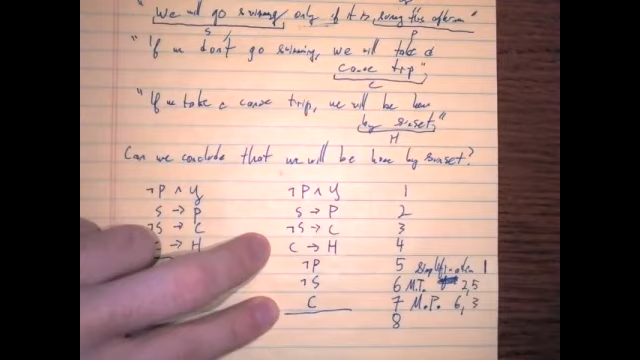 "We will go swimming only if it is sunny this afternoon"
S P
"If we don't go swimming, we will take a
canoe trip"
C
"If we take a canoe trip, we will be home
by sunset."
H
Can we conclude that we will be home by sunset?
¬P ∧ Y ¬P ∧ Y 1
S → P S → P 2
¬S → C ¬S → C 3
→ H C → H 4
¬P 5 Simplification 1
¬S 6 M.T. 2,5
C 7 M.P. 6,3
8